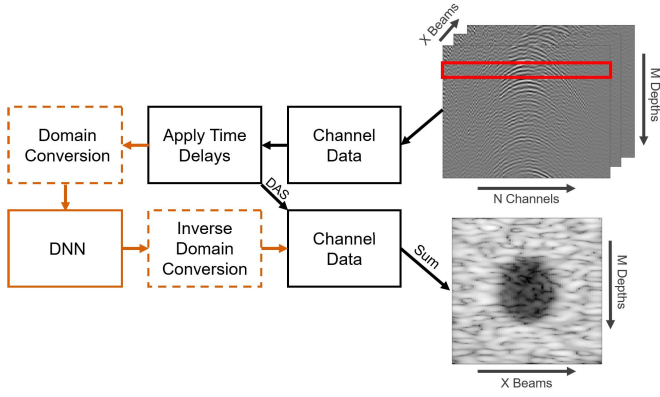 X Beams
M Depths
N Channels
Domain
Conversion
Apply Time
Delays
Channel
Data
DAS
DNN
Inverse
Domain
Conversion
Channel
Data
Sum
M Depths
X Beams